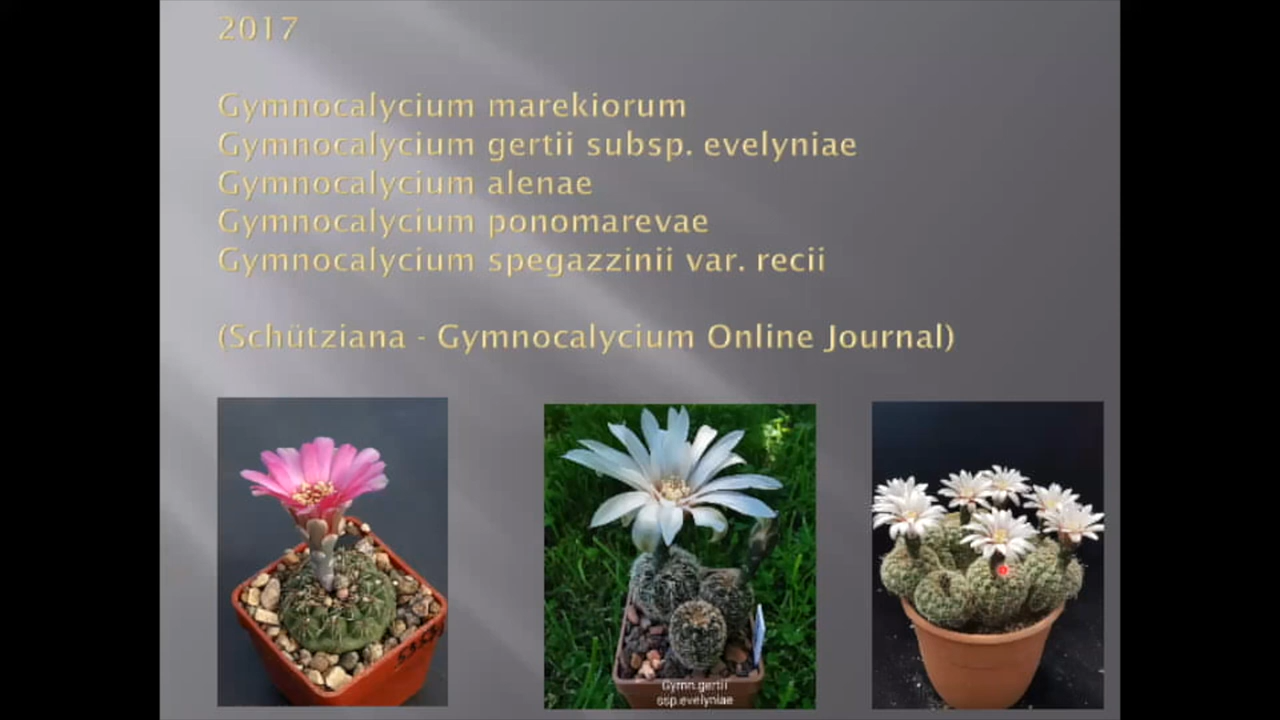 2017
Gymnocalycium marekiorum
Gymnocalycium gertii subsp. evelyniae
Gymnocalycium alenae
Gymnocalycium ponomarevae
Gymnocalycium spegazzinii var. recii
(Schütziana - Gymnocalycium Online Journal)
Gymn.gertii
ssp.evelyniae